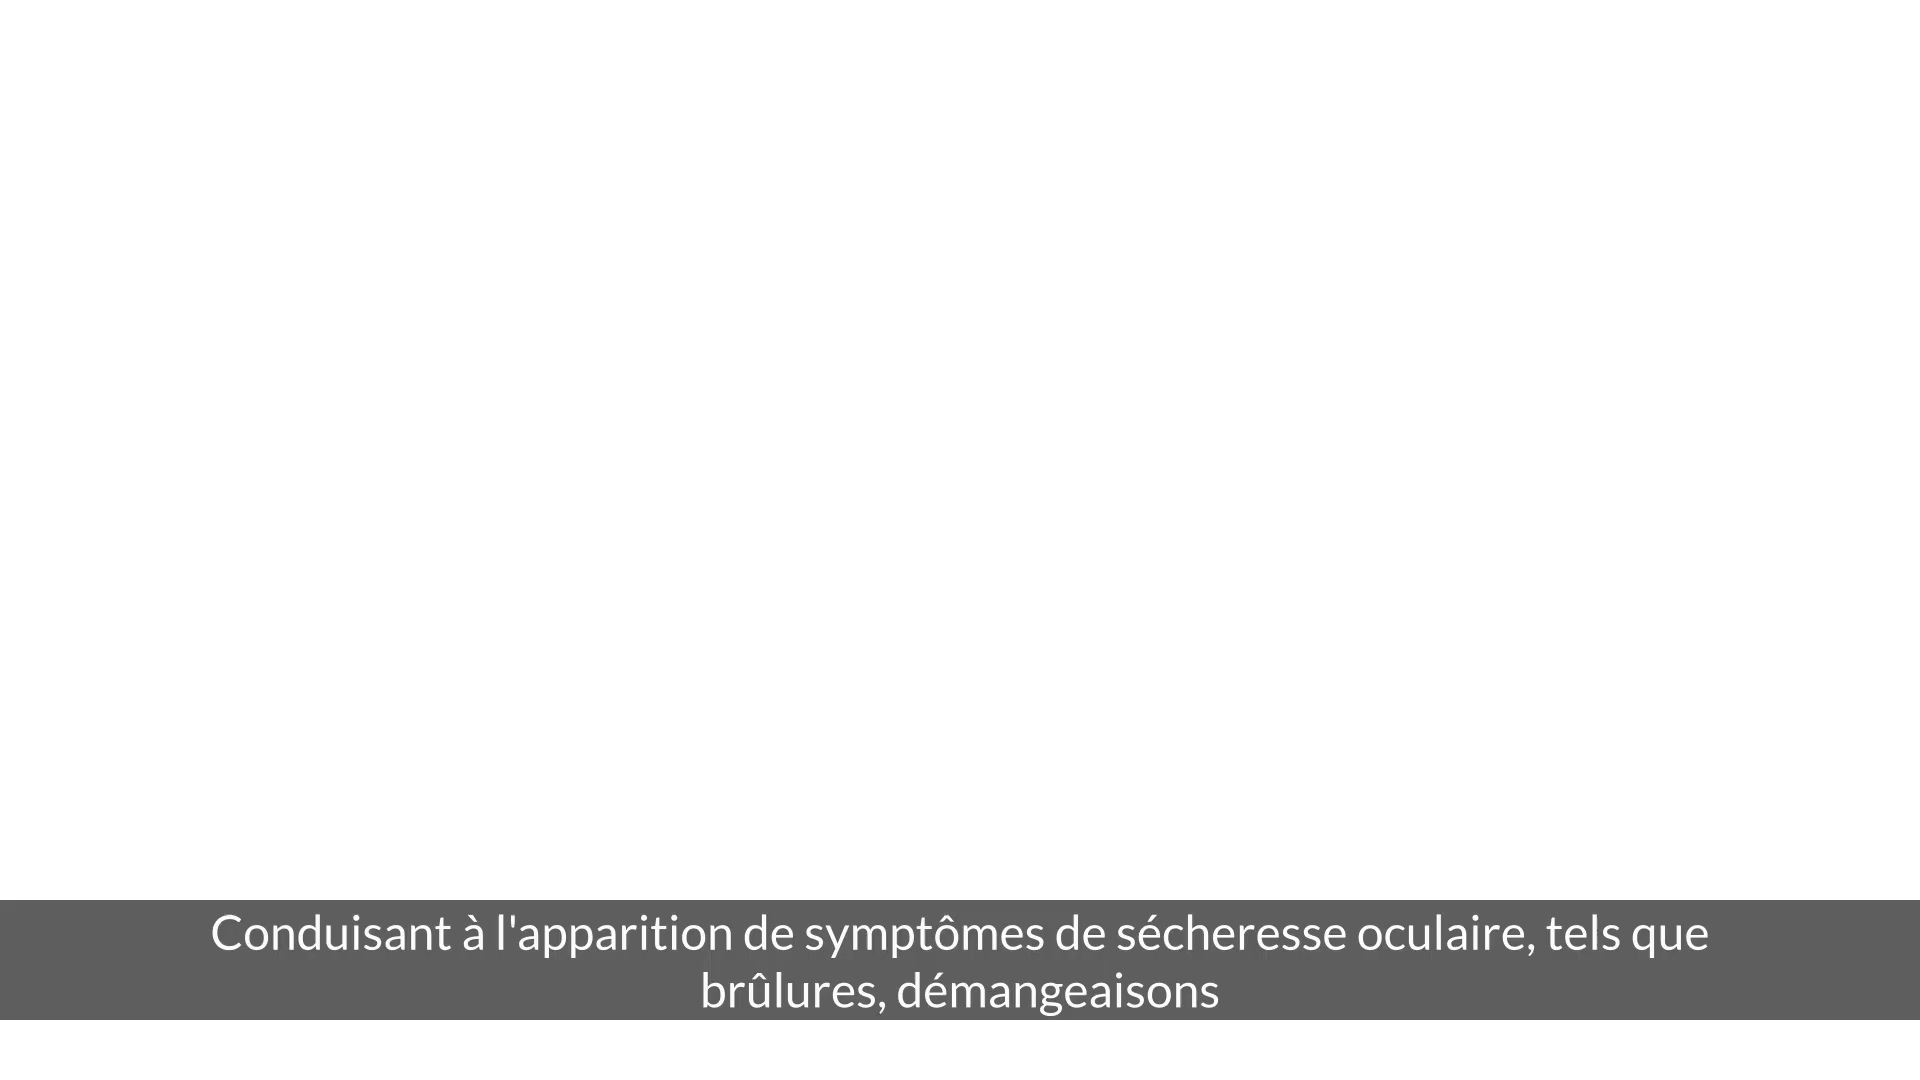 Conduisant à l'apparition de symptômes de sécheresse oculaire, tels que
brûlures, démangeaisons